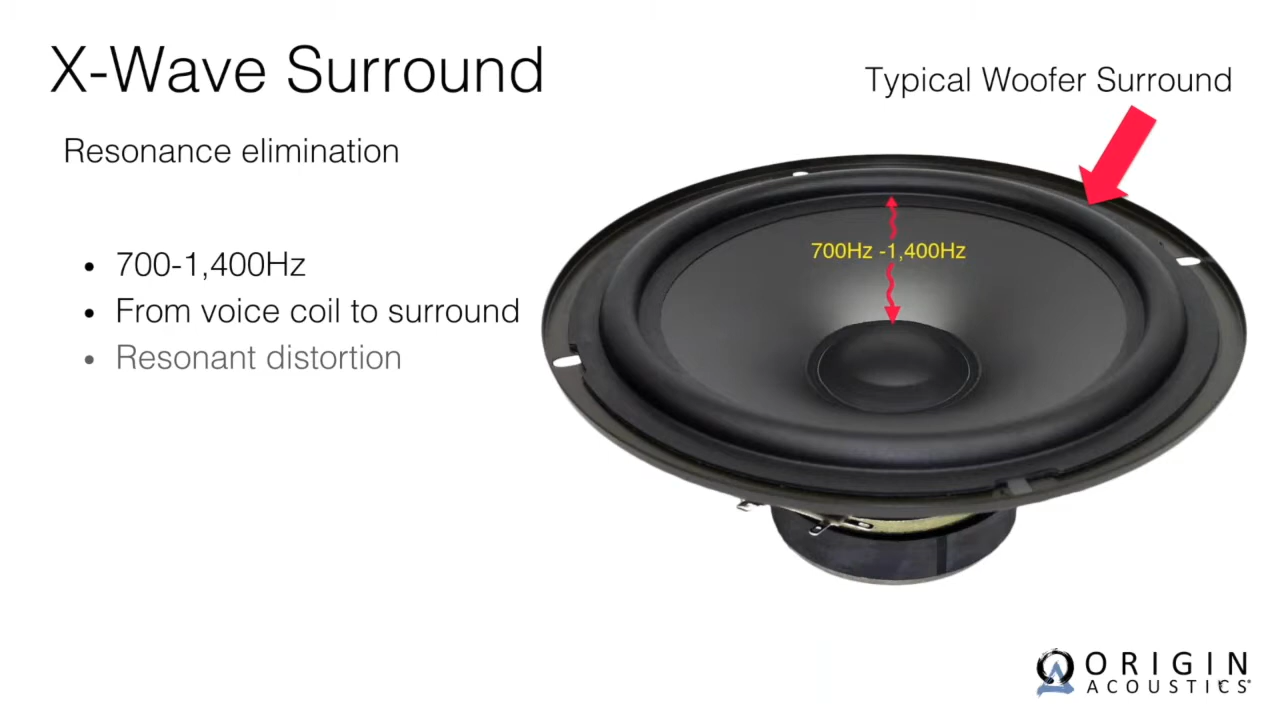 X-Wave Surround
Typical Woofer Surround
Resonance elimination
• 700-1,400Hz
• From voice coil to surround
• Resonant distortion
700Hz -1,400Hz
ORIGIN
ACOUSTICS®